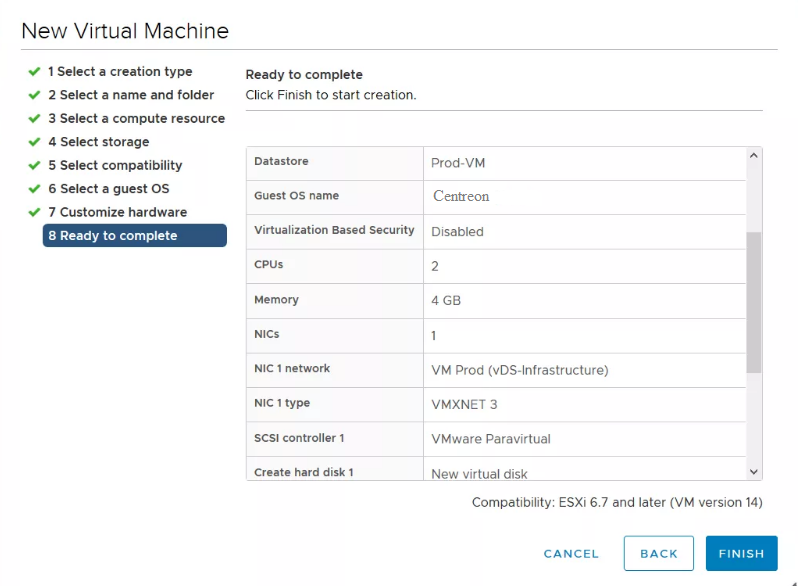 New Virtual Machine
1 Select a creation type
2 Select a name and folder
3 Select a compute resource
4 Select storage
5 Select compatibility
6 Select a guest OS
7 Customize hardware
8 Ready to complete
Ready to complete
Click Finish to start creation.
Datastore Prod-VM
Guest OS name Centreon
Virtualization Based Security Disabled
CPUs 2
Memory 4 GB
NICs 1
NIC 1 network VM Prod (vDS-Infrastructure)
NIC 1 type VMXNET 3
SCSI controller 1 VMware Paravirtual
Create hard disk 1 New virtual disk
Compatibility: ESXi 6.7 and later (VM version 14)
CANCEL BACK FINISH